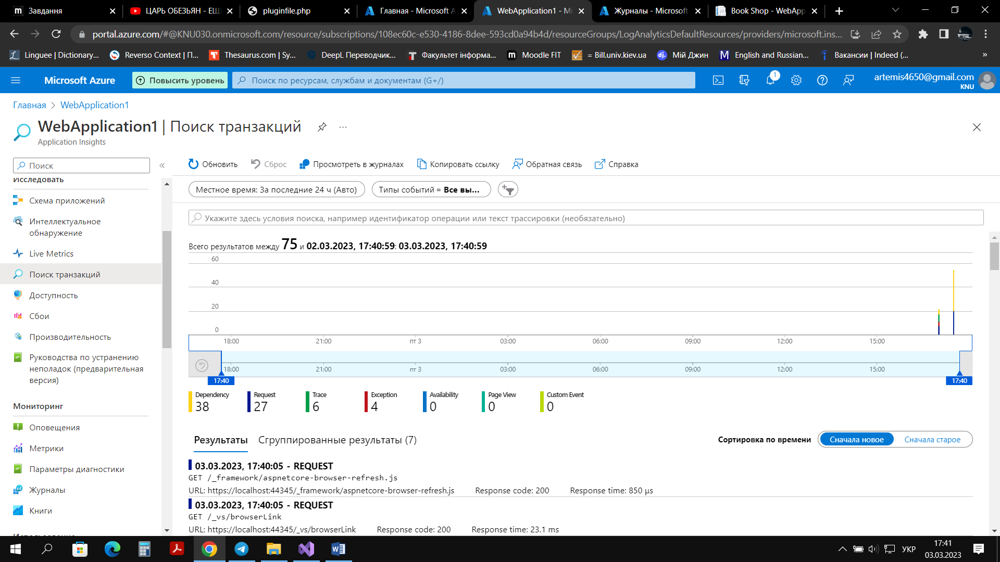 Завдання
ЦАРЬ ОБЕЗЬЯН - ЕЩ
pluginfile.php
Главная - Microsoft A
WebApplication1 - Mi
Журналы - Microsoft
Book Shop - WebApp
portal.azure.com/#@KNU030.onmicrosoft.com/resource/subscriptions/108ec60c-e530-4186-8dee-593cd0a94b4d/resourceGroups/LogAnalyticsDefaultResources/providers/microsoft.ins...
Linguee | Dictionary...
Reverso Context | П...
Thesaurus.com | Sy...
DeepL Переводчик...
Факультет інформа...
Moodle FIT
= Bill.univ.kiev.ua
Мій Джин
English and Russian...
Вакансии | Indeed (...
»
Microsoft Azure
Повысить уровень
Поиск по ресурсам, службам и документам (G+/)
1
artemis4650@gmail.com
KNU
Главная > WebApplication1
WebApplication1 | Поиск транзакций
...
Application Insights
Поиск
«
Обновить
Сброс
Просмотреть в журналах
Копировать ссылку
Обратная связь
Справка
Исследовать
Схема приложений
Интеллектуальное
обнаружение
Live Metrics
Поиск транзакций
Доступность
Сбои
Производительность
Руководства по устранению
неполадок (предварительная
версия)
Мониторинг
Оповещения
Метрики
Параметры диагностики
Журналы
Книги
Использование
Местное время: За последние 24 ч (Авто)
Типы событий = Все вы...
Укажите здесь условия поиска, например идентификатор операции или текст трассировки (необязательно)
Всего результатов между 75 и 02.03.2023, 17:40:59: 03.03.2023, 17:40:59
60
40
20
0
18:00
21:00
пт 3
03:00
06:00
09:00
12:00
15:00
18:00
21:00
пт 3
03:00
06:00
09:00
12:00
15:00
17:40
17:40
Dependency
38
Request
27
Trace
6
Exception
4
Availability
0
Page View
0
Custom Event
0
Результаты
Сгруппированные результаты (7)
Сортировка по времени
Сначала новое
Сначала старое
03.03.2023, 17:40:05 - REQUEST
GET /_framework/aspnetcore-browser-refresh.js
URL: https://localhost:44345/_framework/aspnetcore-browser-refresh.js
Response code: 200
Response time: 850 µs
03.03.2023, 17:40:05 - REQUEST
GET /_vs/browserLink
URL: https://localhost:44345/_vs/browserLink
Response code: 200
Response time: 23.1 ms
УКР
17:41
03.03.2023